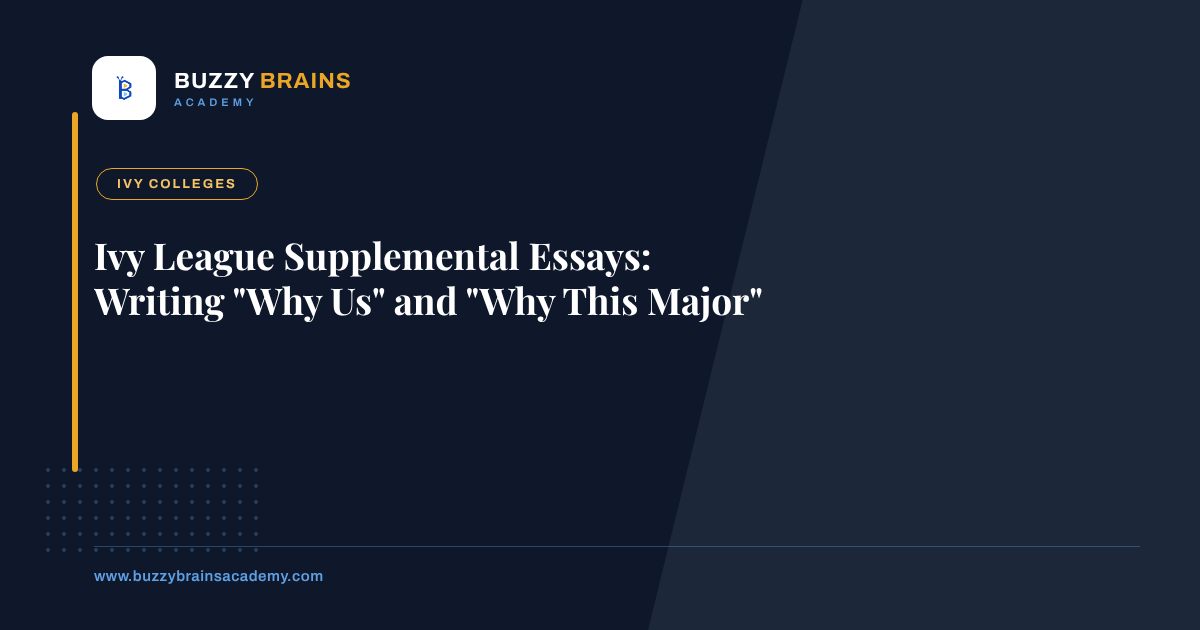 BUZZY BRAINS
ACADEMY
IVY COLLEGES
Ivy League Supplemental Essays:
Writing "Why Us" and "Why This Major"
www.buzzybrainsacademy.com